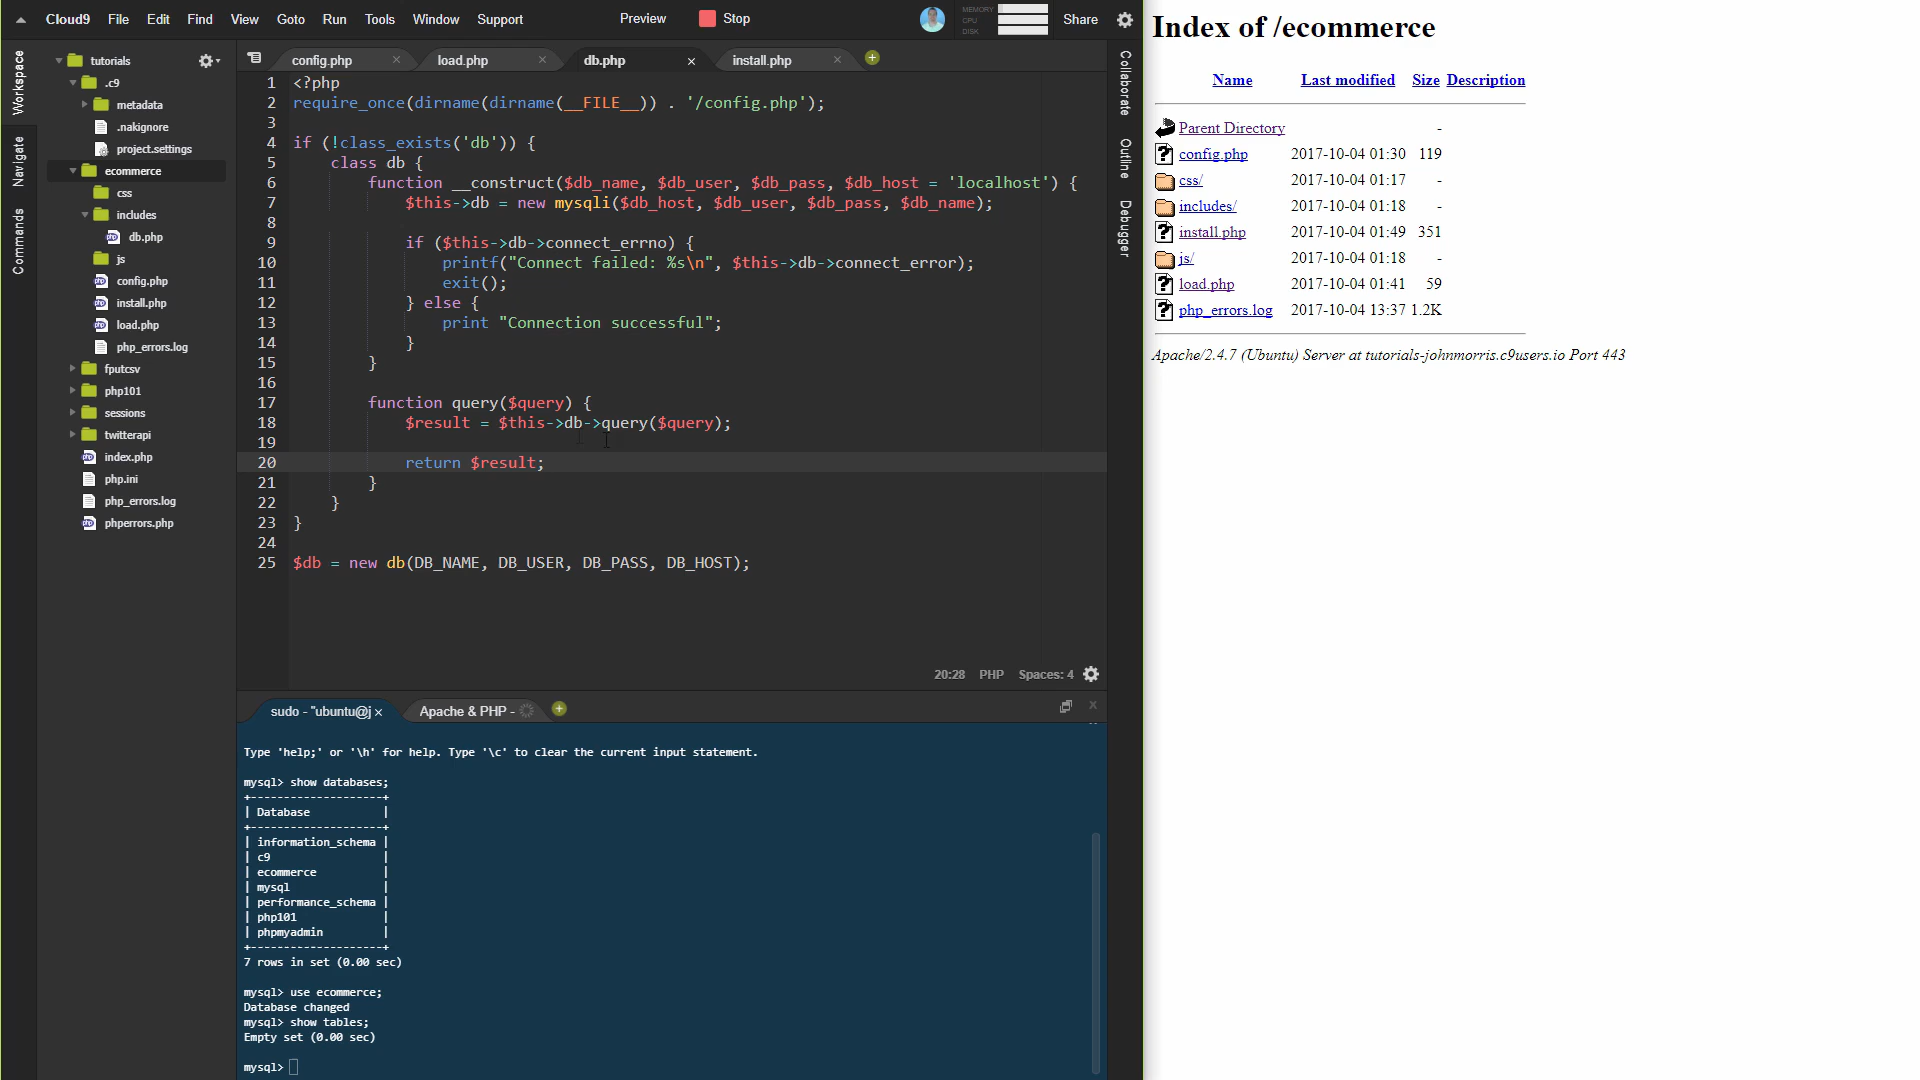 Cloud9 File Edit Find View Goto Run Tools Window Support Preview Stop MEMORY CPU DISK Share
Workspace
Navigate
Commands
tutorials
.c9
metadata
.nakignore
project.settings
ecommerce
css
includes
db.php
js
config.php
install.php
load.php
php_errors.log
fputcsv
php101
sessions
twitterapi
index.php
php.ini
php_errors.log
phperrors.php
config.php × load.php × db.php × install.php ×
1 <?php
2 require_once(dirname(dirname(__FILE__)) . '/config.php');
3
4 if (!class_exists('db')) {
5 class db {
6 function __construct($db_name, $db_user, $db_pass, $db_host = 'localhost') {
7 $this->db = new mysqli($db_host, $db_user, $db_pass, $db_name);
8
9 if ($this->db->connect_errno) {
10 printf("Connect failed: %s\n", $this->db->connect_error);
11 exit();
12 } else {
13 print "Connection successful";
14 }
15 }
16
17 function query($query) {
18 $result = $this->db->query($query);
19
20 return $result;
21 }
22 }
23 }
24
25 $db = new db(DB_NAME, DB_USER, DB_PASS, DB_HOST);
20:28 PHP Spaces: 4
Collaborate
Outline
Debugger
sudo - "ubuntu@j × Apache & PHP -
Type 'help;' or '\h' for help. Type '\c' to clear the current input statement.
mysql> show databases;
+--------------------+
| Database |
+--------------------+
| information_schema |
| c9 |
| ecommerce |
| mysql |
| performance_schema |
| php101 |
| phpmyadmin |
+--------------------+
7 rows in set (0.00 sec)
mysql> use ecommerce;
Database changed
mysql> show tables;
Empty set (0.00 sec)
mysql>
Index of /ecommerce
Name Last modified Size Description
Parent Directory -
config.php 2017-10-04 01:30 119
css/ 2017-10-04 01:17 -
includes/ 2017-10-04 01:18 -
install.php 2017-10-04 01:49 351
js/ 2017-10-04 01:18 -
load.php 2017-10-04 01:41 59
php_errors.log 2017-10-04 13:37 1.2K
Apache/2.4.7 (Ubuntu) Server at tutorials-johnmorris.c9users.io Port 443